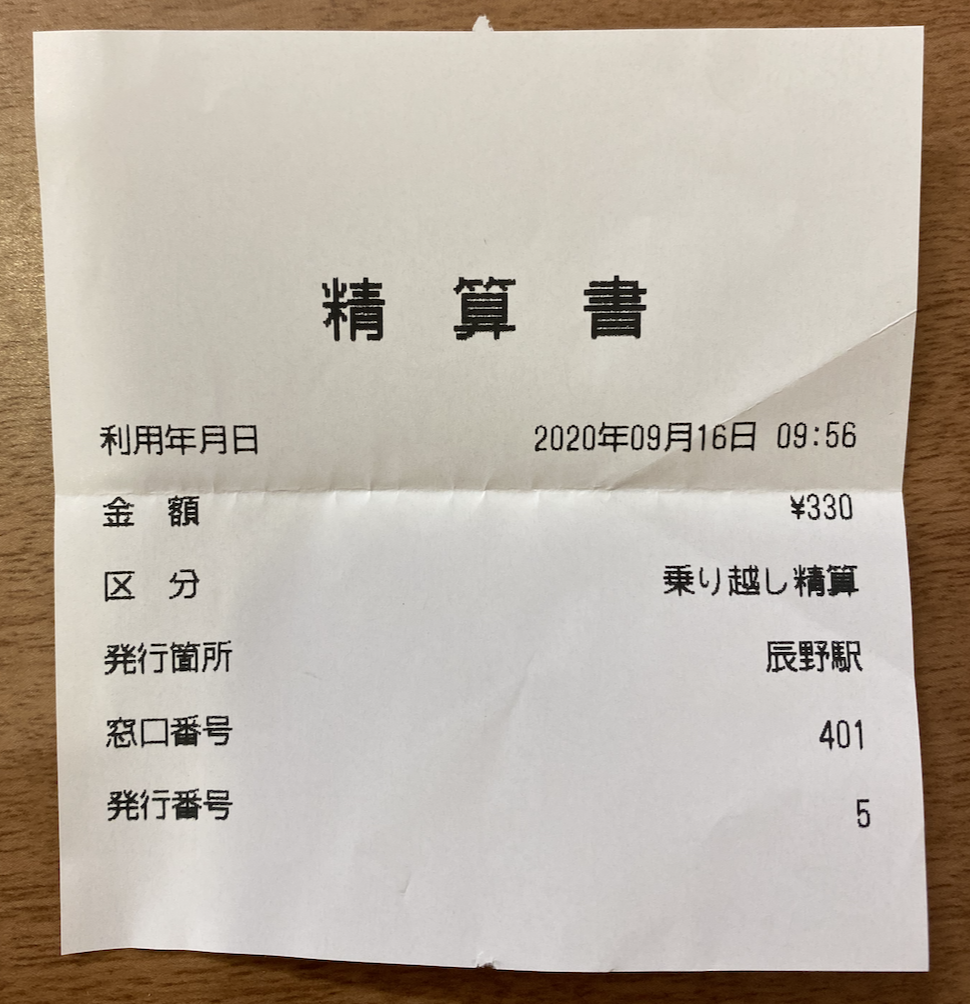 精算書
利用年月日 2020年09月16日 09:56
金額 ¥330
区分 乗り越し精算
発行箇所 辰野駅
窓口番号 401
発行番号 5